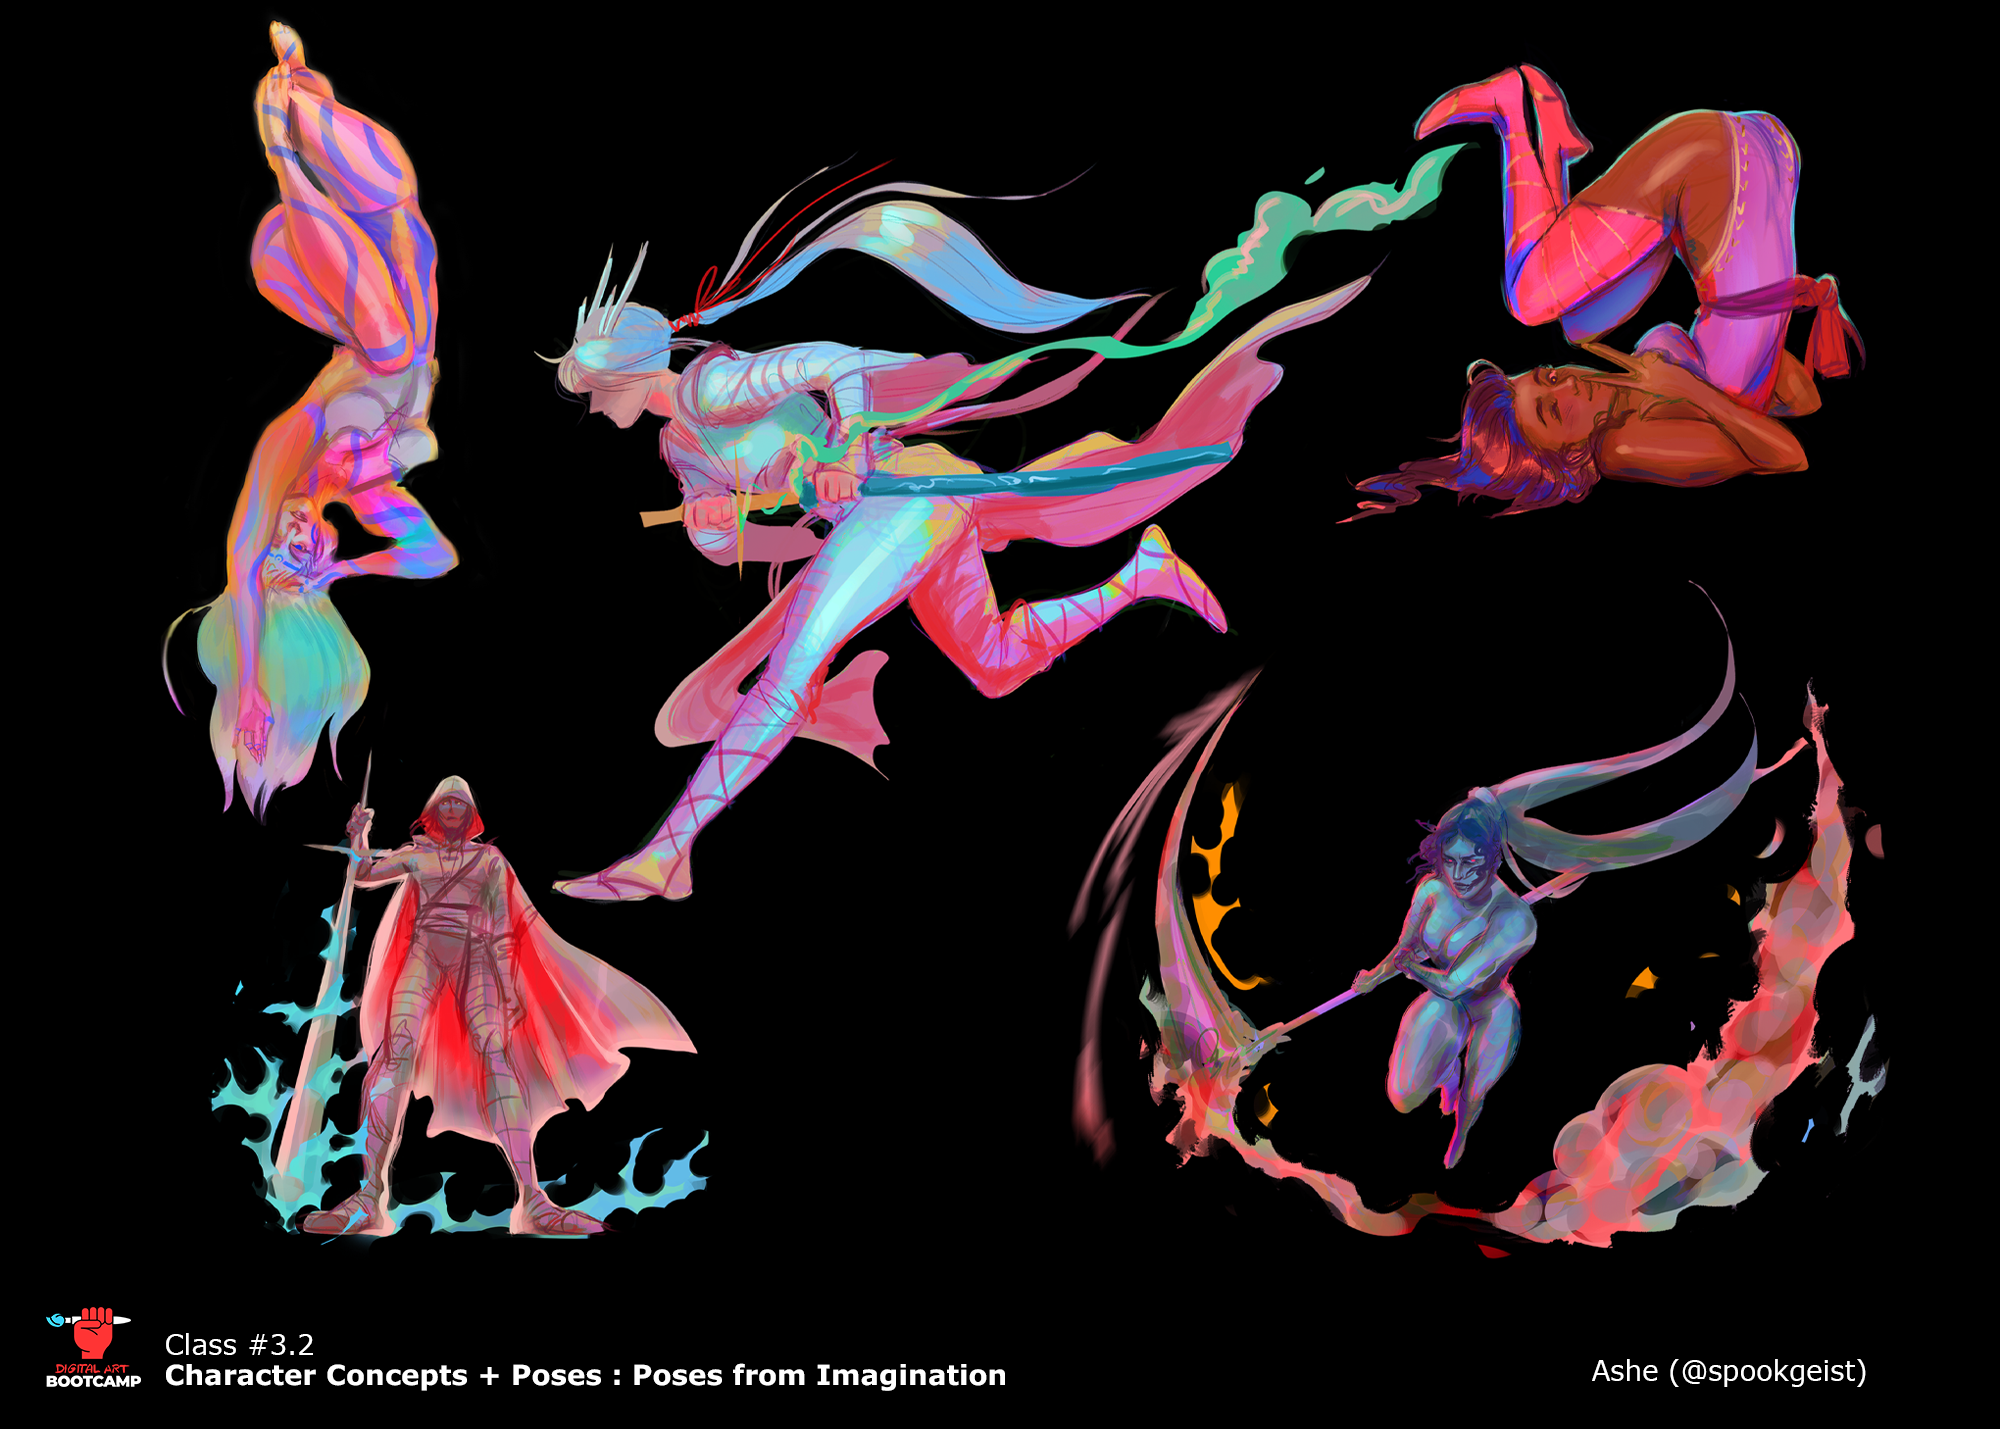 DIGITAL ART
BOOTCAMP
Class #3.2
Character Concepts + Poses : Poses from Imagination
Ashe (@spookgeist)